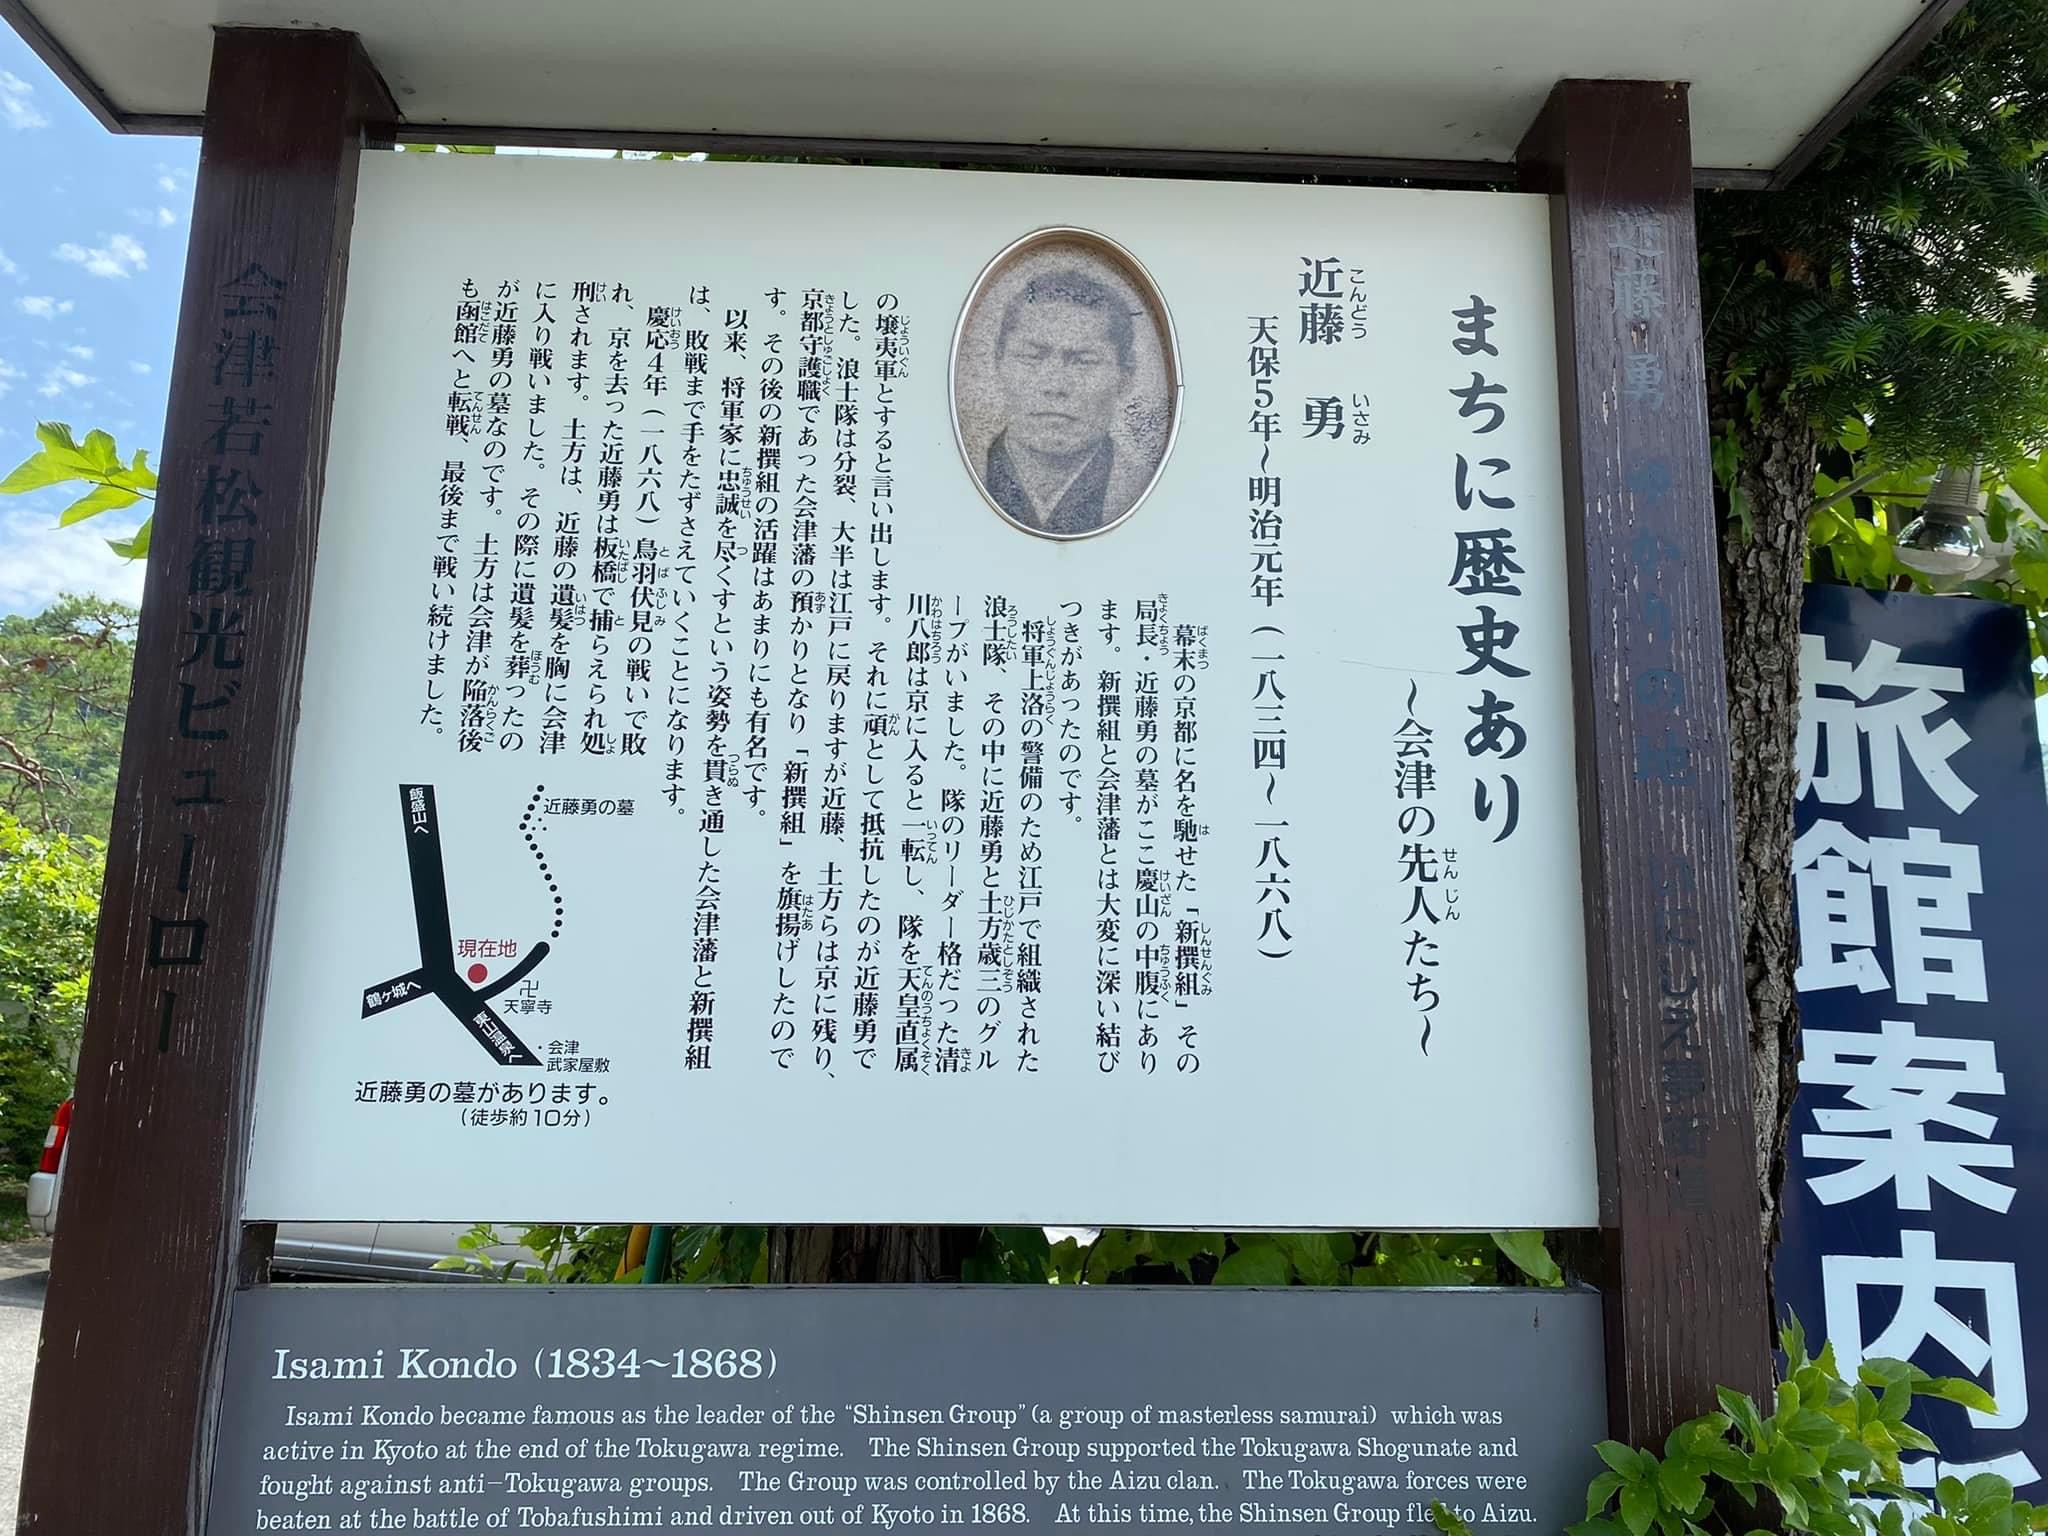 まちに歴史あり
～会津の先人たち～
せんじん
近藤 勇
こんどう いさみ
天保5年～明治元年(一八三四～一八六八)
幕末の京都に名を馳せた「新撰組」その
局長・近藤勇の墓がここ慶山の中腹にあり
ます。新撰組と会津藩とは大変に深い結び
つきがあったのです。
将軍上洛の警備のため江戸で組織された
浪士隊、その中に近藤勇と土方歳三のグル
ープがいました。隊のリーダー格だった清
川八郎は京に入ると一転し、隊を天皇直属
の壌夷軍とすると言い出します。それに頑として抵抗したのが近藤勇で
した。浪士隊は分裂、大半は江戸に戻りますが近藤、土方らは京に残り、
京都守護職であった会津藩の預かりとなり「新撰組」を旗揚げしたので
す。その後の新撰組の活躍はあまりにも有名です。
以来、将軍家に忠誠を尽くすという姿勢を貫き通した会津藩と新撰組
は、敗戦まで手をたずさえていくことになります。
慶応4年(一八六八)鳥羽伏見の戦いで敗
れ、京を去った近藤勇は板橋で捕らえられ処
刑されます。土方は、近藤の遺髪を胸に会津
に入り戦いました。その際に遺髪を葬ったの
が近藤勇の墓なのです。土方は会津が陥落後
も函館へと転戦、最後まで戦い続けました。
飯盛山へ
近藤勇の墓
現在地
鶴ヶ城へ
卍
天寧寺
東山温泉へ
・会津
武家屋敷
近藤勇の墓があります。
(徒歩約10分)
会津若松観光ビューロー
近藤 勇 ゆかりの地 いにしえ夢街道
旅館案内
Isami Kondo (1834~1868)
Isami Kondo became famous as the leader of the “Shinsen Group” (a group of masterless samurai) which was
active in Kyoto at the end of the Tokugawa regime. The Shinsen Group supported the Tokugawa Shogunate and
fought against anti-Tokugawa groups. The Group was controlled by the Aizu clan. The Tokugawa forces were
beaten at the battle of Tobafushimi and driven out of Kyoto in 1868. At this time, the Shinsen Group fled to Aizu.